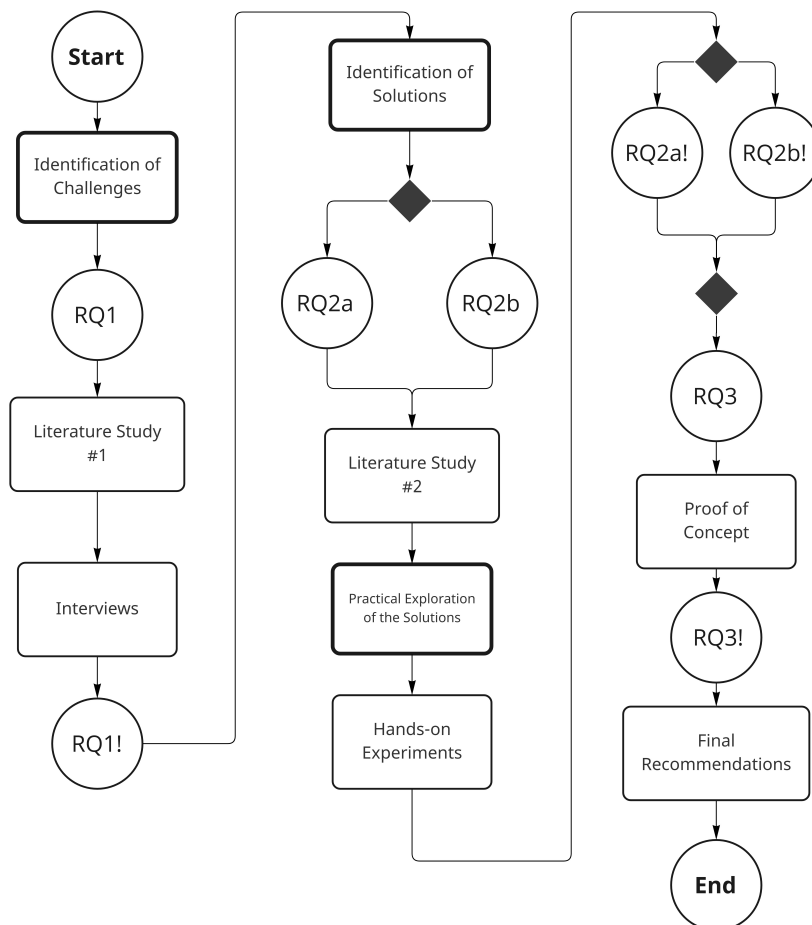 Start
Identification of
Challenges
RQ1
Literature Study
#1
Interviews
RQ1!
Identification of
Solutions
RQ2a
RQ2b
Literature Study
#2
Practical Exploration
of the Solutions
Hands-on
Experiments
RQ2a!
RQ2b!
RQ3
Proof of
Concept
RQ3!
Final
Recommendations
End